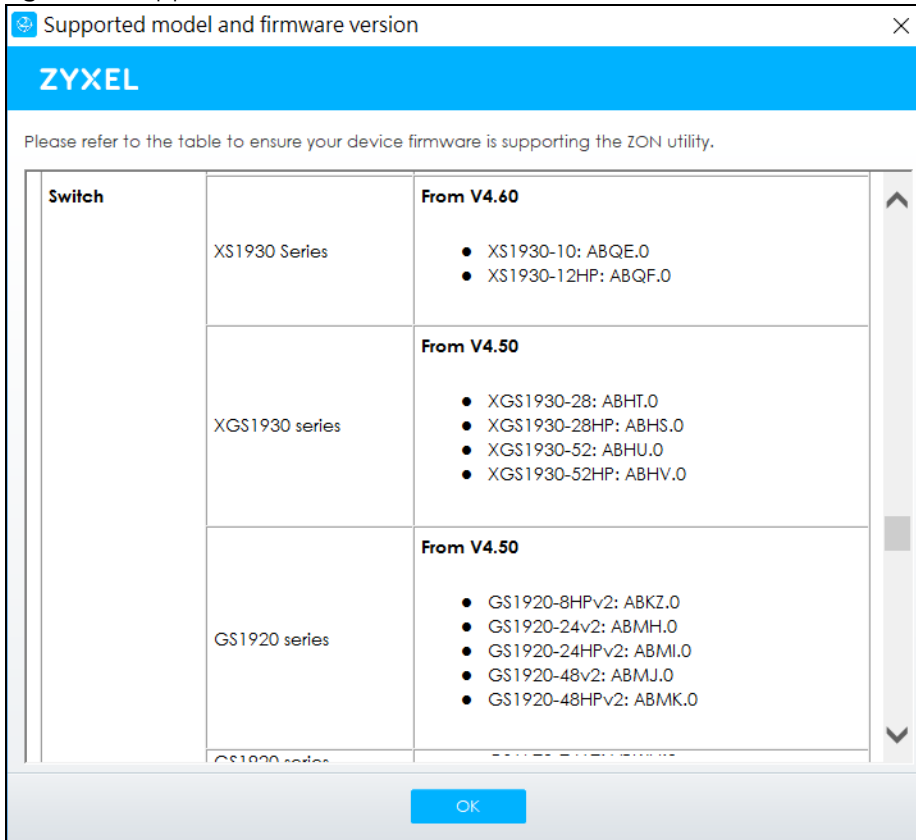 Supported model and firmware version
ZYXEL
Please refer to the table to ensure your device firmware is supporting the ZON utility.
Switch
XS1930 Series
From V4.60
● XS1930-10: ABQE.0
● XS1930-12HP: ABQF.0
XGS1930 series
From V4.50
● XGS1930-28: ABHT.0
● XGS1930-28HP: ABHS.0
● XGS1930-52: ABHU.0
● XGS1930-52HP: ABHV.0
GS1920 series
From V4.50
● GS1920-8HPv2: ABKZ.0
● GS1920-24v2: ABMH.0
● GS1920-24HPv2: ABMI.0
● GS1920-48v2: ABMJ.0
● GS1920-48HPv2: ABMK.0
OK